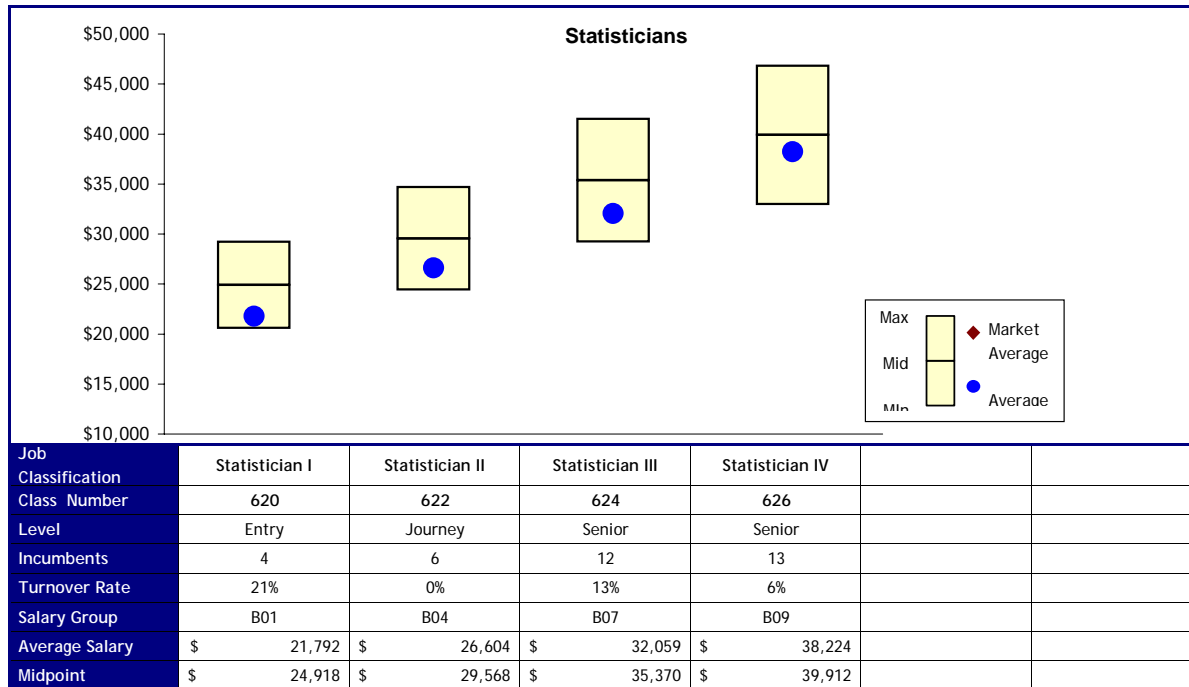 Statisticians
$50,000
$45,000
$40,000
$35,000
$30,000
$25,000
$20,000
$15,000
$10,000
Max
Mid
MIn
Market
Average
Average
Job
Classification
Statistician I
Statistician II
Statistician III
Statistician IV
Class Number 620 622 624 626
Level Entry Journey Senior Senior
Incumbents 4 6 12 13
Turnover Rate 21% 0% 13% 6%
Salary Group B01 B04 B07 B09
Average Salary $ 21,792 $ 26,604 $ 32,059 $ 38,224
Midpoint $ 24,918 $ 29,568 $ 35,370 $ 39,912